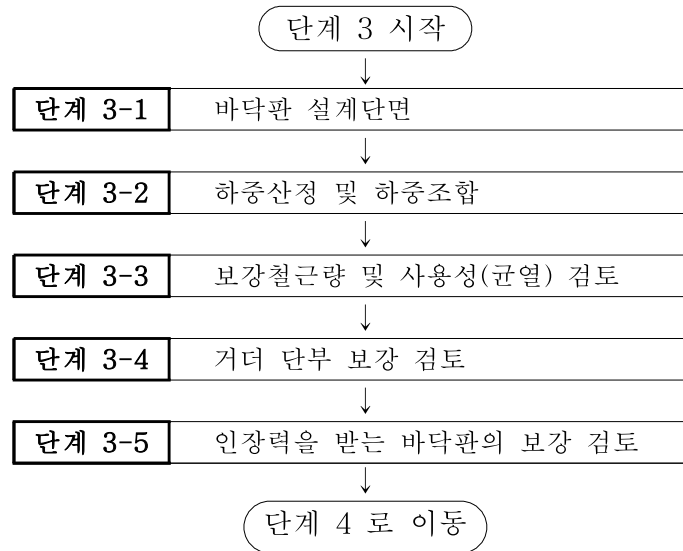 단계 3 시작
단계 3-1 바닥판 설계단면
단계 3-2 하중산정 및 하중조합
단계 3-3 보강철근량 및 사용성(균열) 검토
단계 3-4 거더 단부 보강 검토
단계 3-5 인장력을 받는 바닥판의 보강 검토
단계 4 로 이동